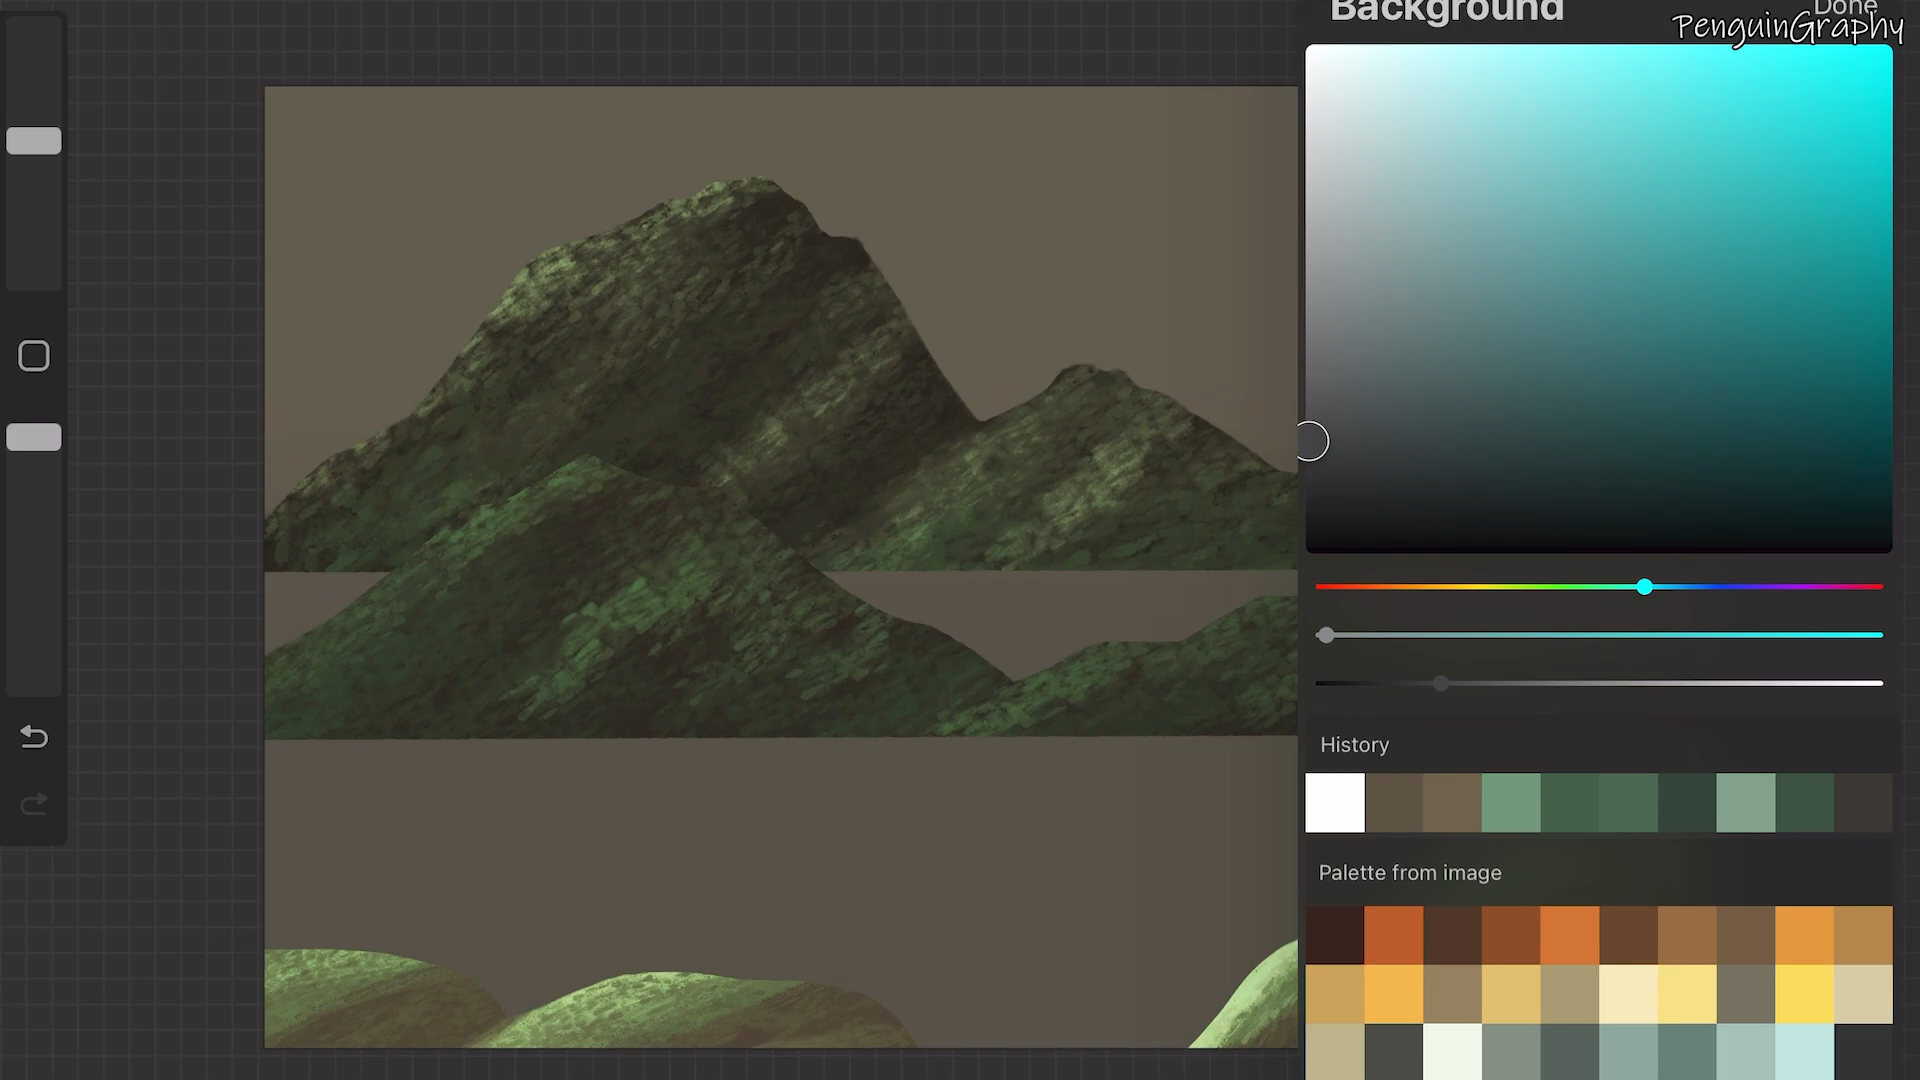 Background
Done
PenguinGraphy
History
Palette from image